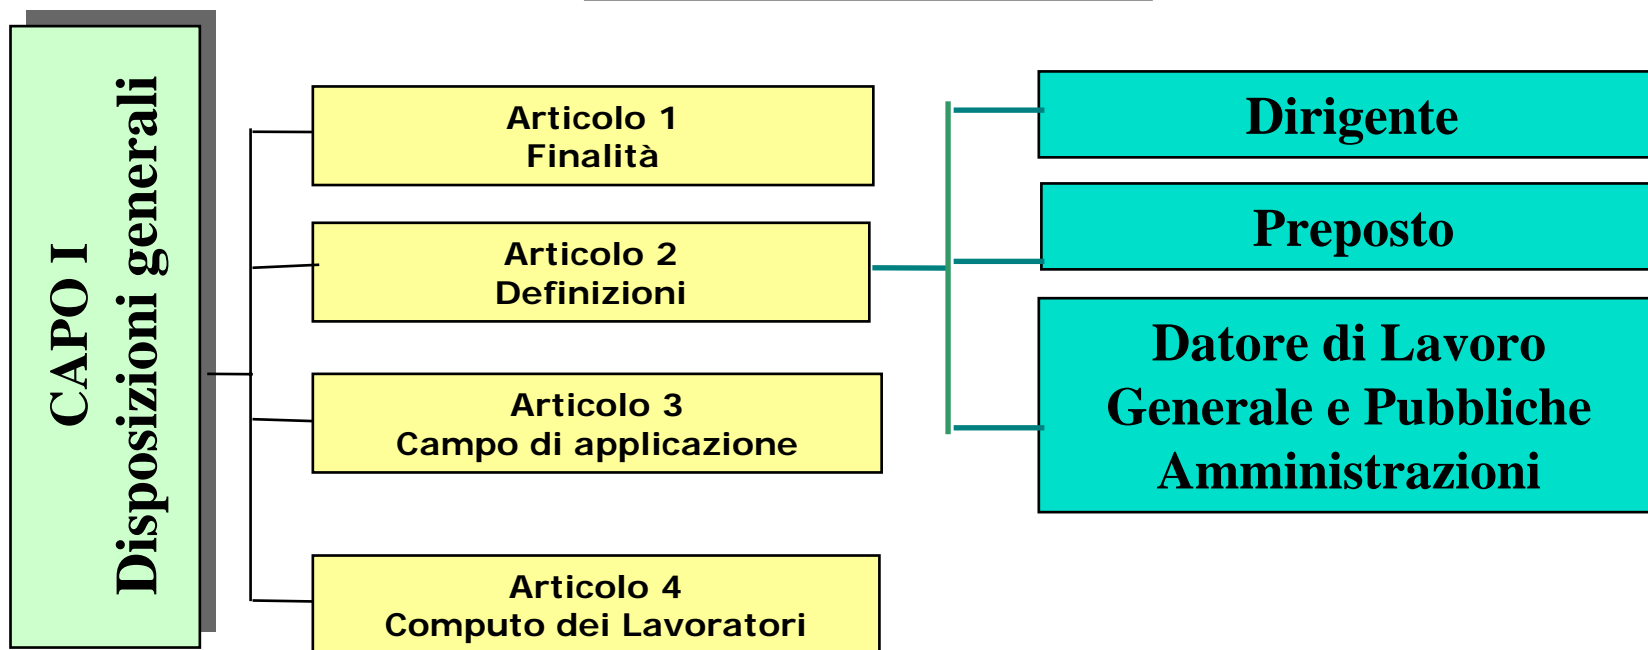 CAPO I
Disposizioni generali
Articolo 1
Finalità
Articolo 2
Definizioni
Articolo 3
Campo di applicazione
Articolo 4
Computo dei Lavoratori
Dirigente
Preposto
Datore di Lavoro
Generale e Pubbliche
Amministrazioni